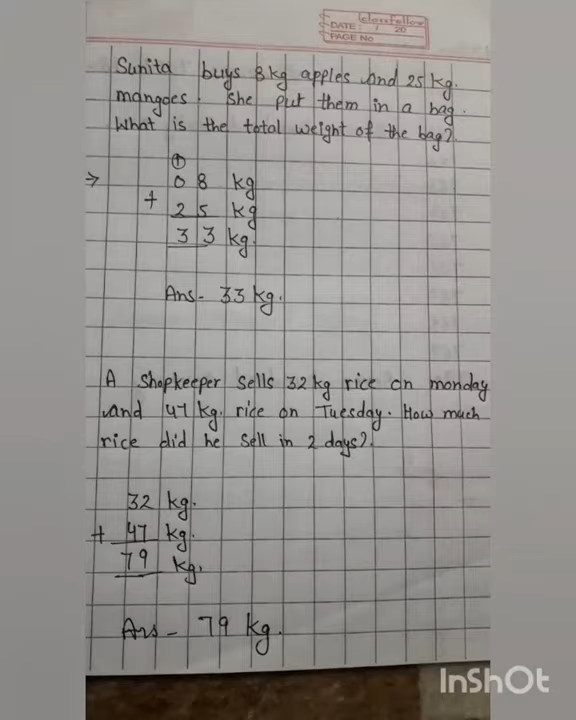 classfellow
DATE: / 20
PAGE NO
Sunita buys 8kg apples and 25 kg.
mangoes. She put them in a bag.
What is the total weight of the bag?
1
⇒ 0 8 kg
+ 2 5 kg
3 3 kg.
Ans- 33 kg.
A Shopkeeper sells 32 kg rice on monday
and 47 kg. rice on Tuesday. How much
rice did he sell in 2 days?
32 kg.
+ 47 kg.
79 kg.
Ans - 79 kg.
InShOt